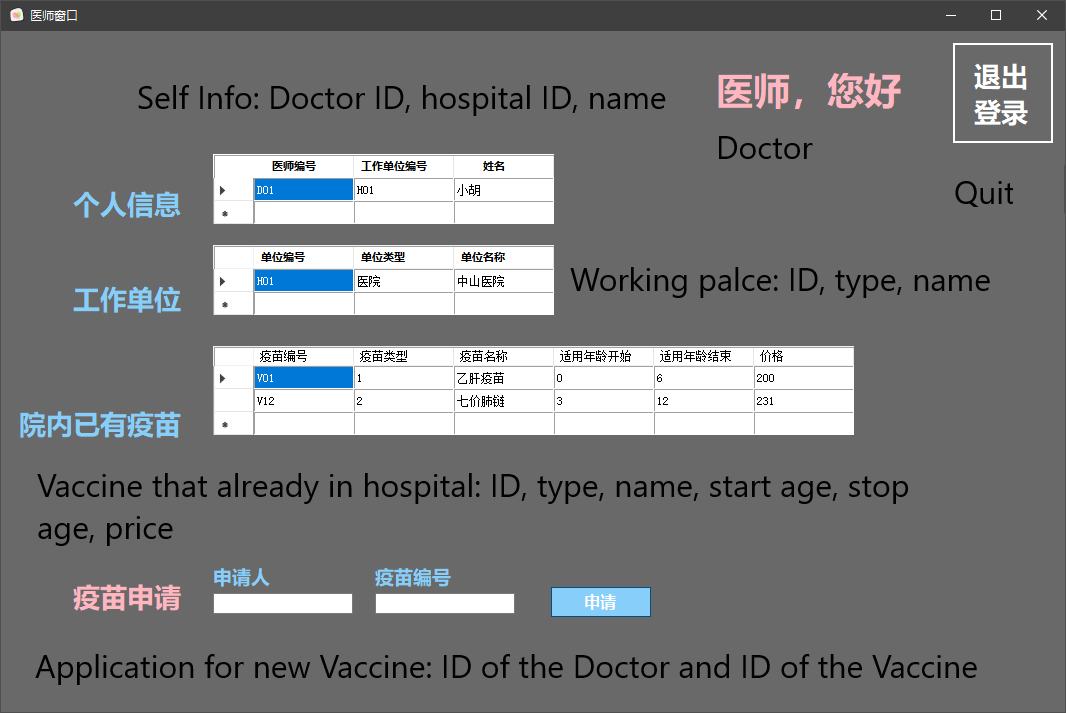 医师窗口
退出
登录
医师，您好
Self Info: Doctor ID, hospital ID, name
Doctor
Quit
个人信息
医师编号 工作单位编号 姓名
D01 H01 小胡
工作单位
单位编号 单位类型 单位名称
H01 医院 中山医院
Working palce: ID, type, name
院内已有疫苗
疫苗编号 疫苗类型 疫苗名称 适用年龄开始 适用年龄结束 价格
V01 1 乙肝疫苗 0 6 200
V12 2 七价肺链 3 12 231
Vaccine that already in hospital: ID, type, name, start age, stop
age, price
疫苗申请
申请人 疫苗编号
申请
Application for new Vaccine: ID of the Doctor and ID of the Vaccine